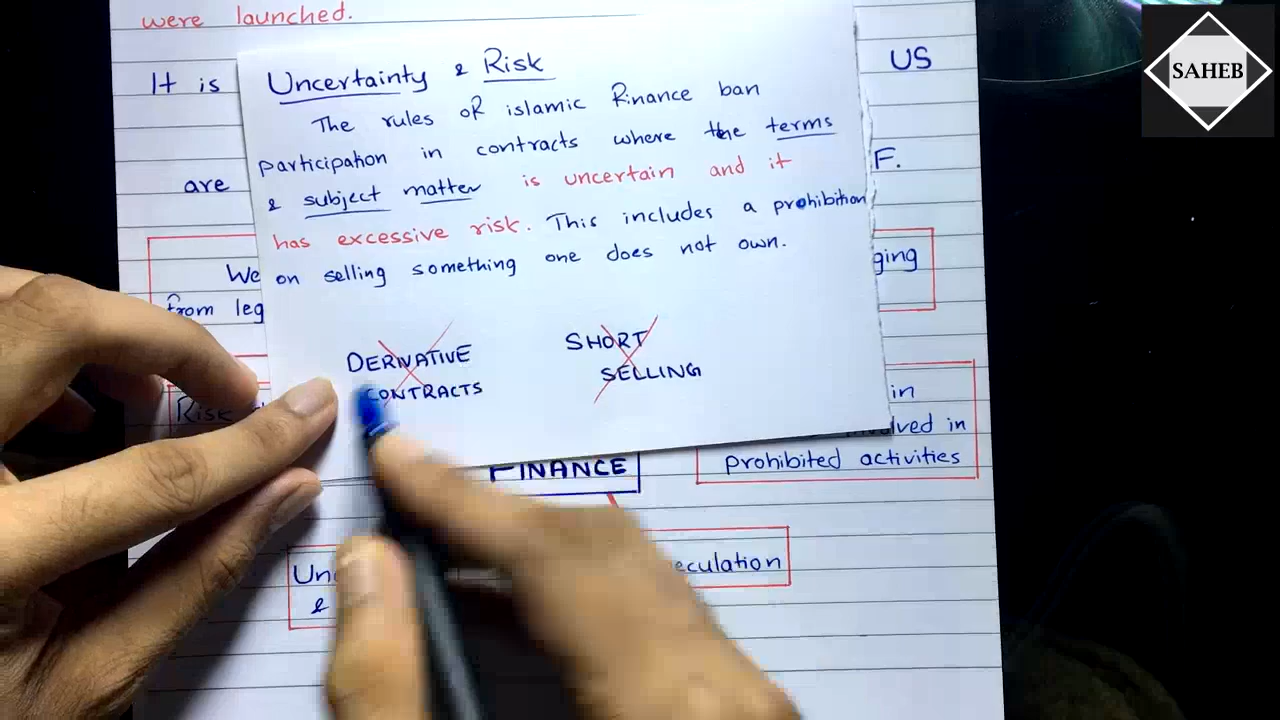 were launched.
It is
US
SAHEB
Uncertainty & Risk
The rules of islamic finance ban
participation in contracts where the terms
& subject matter is uncertain and it
has excessive risk. This includes a prohibition
on selling something one does not own.
are
F.
We
from leg
ging
DERIVATIVE
CONTRACTS
SHORT
SELLING
Risk
in
in
prohibited activities
FINANCE
Un
&
eculation